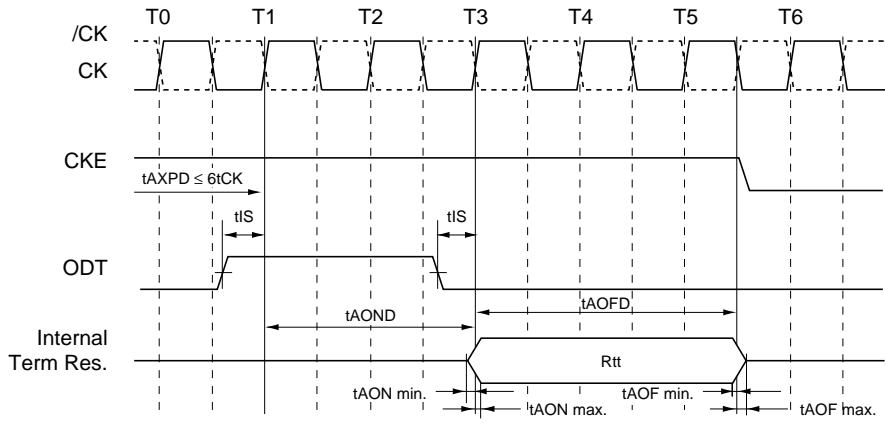 T0 T1 T2 T3 T4 T5 T6
/CK
CK
CKE
tAXPD ≤ 6tCK
tIS tIS
ODT
tAOND tAOFD
Internal
Term Res.
Rtt
tAON min. tAOF min.
tAON max. tAOF max.